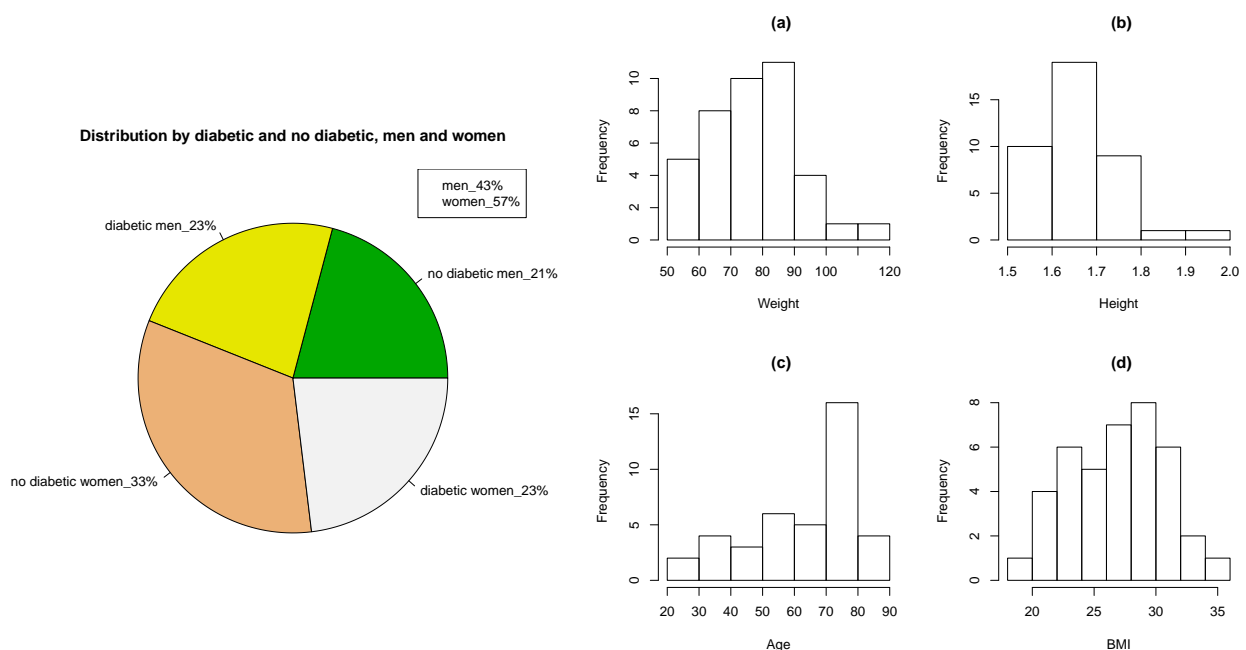 Distribution by diabetic and no diabetic, men and women
men_43%
women_57%
diabetic men_23%
no diabetic men_21%
no diabetic women_33%
diabetic women_23%
(a)
Frequency
0 2 4 6 8 10
50 60 70 80 90 100 120
Weight
(b)
Frequency
0 5 10 15
1.5 1.6 1.7 1.8 1.9 2.0
Height
(c)
Frequency
0 5 10 15
20 30 40 50 60 70 80 90
Age
(d)
Frequency
0 2 4 6 8
20 25 30 35
BMI